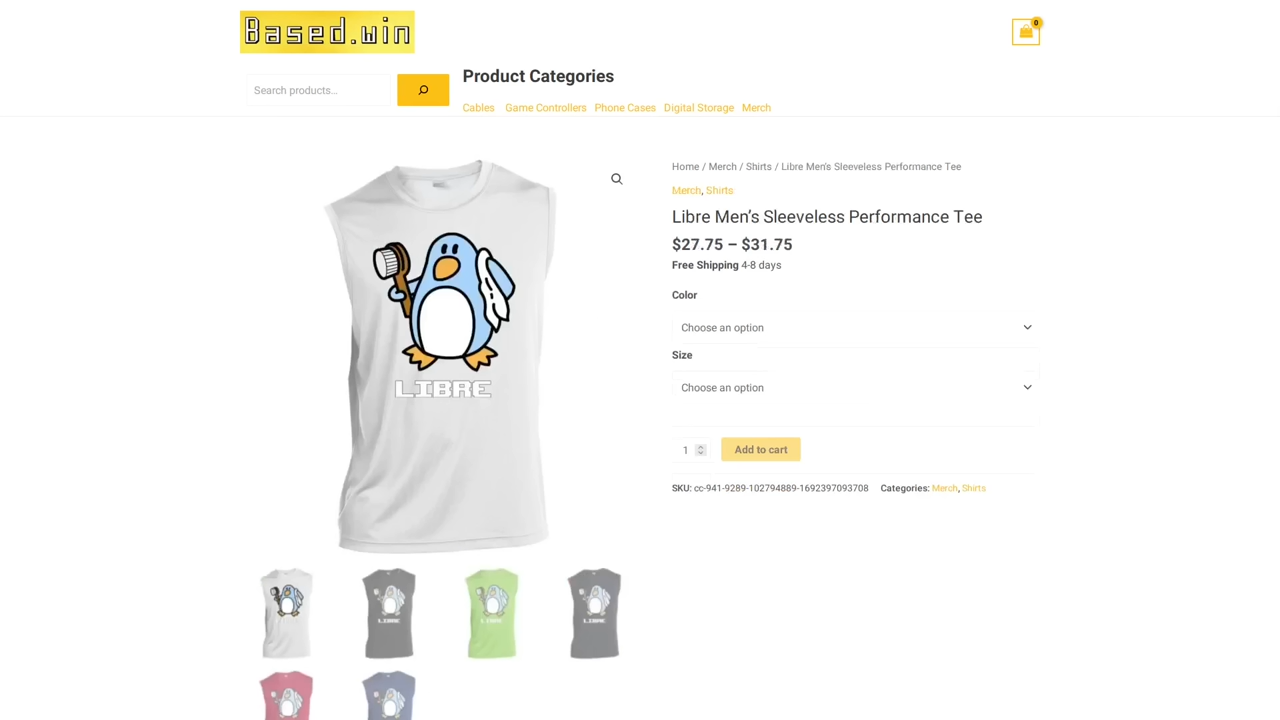 Based.win
0
Search products…
Product Categories
Cables Game Controllers Phone Cases Digital Storage Merch
Home / Merch / Shirts / Libre Men's Sleeveless Performance Tee
Merch, Shirts
Libre Men’s Sleeveless Performance Tee
$27.75 – $31.75
Free Shipping 4-8 days
Color
Choose an option
Size
Choose an option
1 Add to cart
SKU: cc-941-9289-102794889-1692397093708 Categories: Merch, Shirts
LIBRE
LIBRE
LIBRE
LIBRE